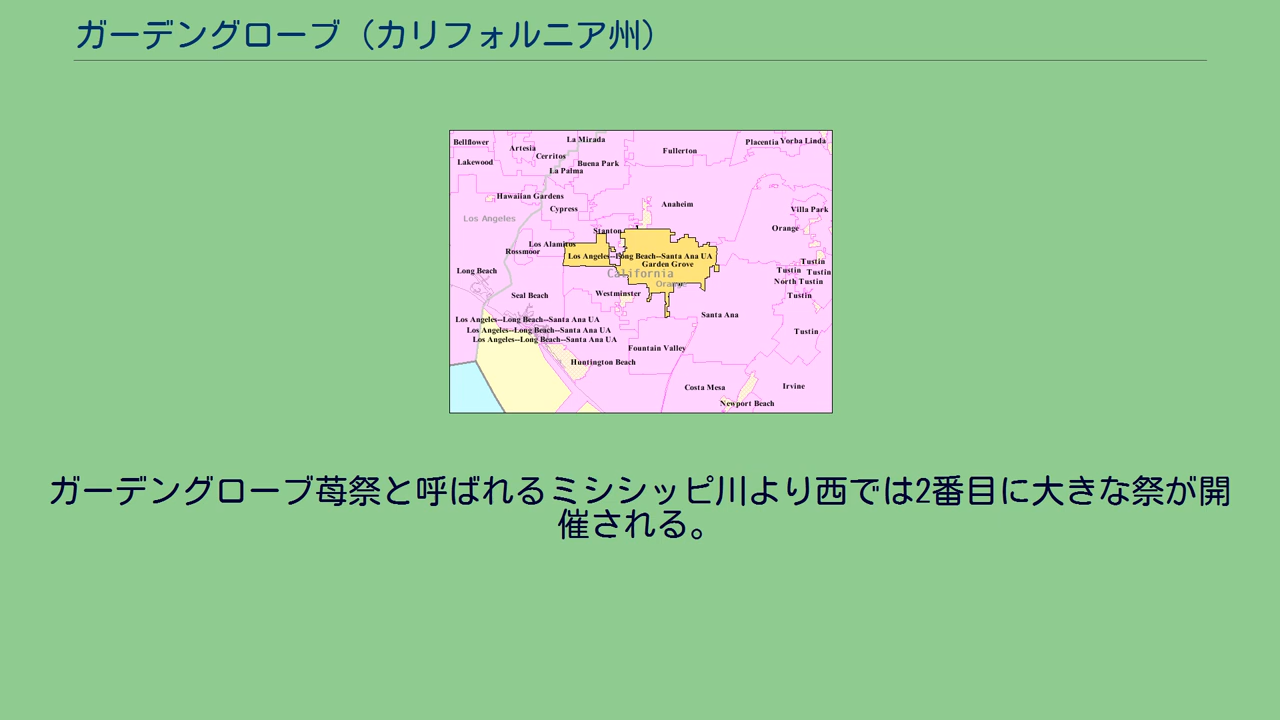 ガーデングローブ（カリフォルニア州）
Bellflower
La Mirada
Placentia
Yorba Linda
Artesia
Fullerton
Cerritos
Lakewood
Buena Park
La Palma
Hawaiian Gardens
Anaheim
Cypress
Villa Park
Los Angeles
Orange
Stanton
Los Alamitos
Rossmoor
Los Angeles--Long Beach--Santa Ana UA
Garden Grove
Tustin
Long Beach
California
Tustin
Tustin
North Tustin
Orange
Seal Beach
Westminster
Tustin
Santa Ana
Los Angeles--Long Beach--Santa Ana UA
Los Angeles--Long Beach--Santa Ana UA
Los Angeles--Long Beach--Santa Ana UA
Tustin
Fountain Valley
Huntington Beach
Costa Mesa
Irvine
Newport Beach
ガーデングローブ苺祭と呼ばれるミシシッピ川より西では2番目に大きな祭が開
催される。